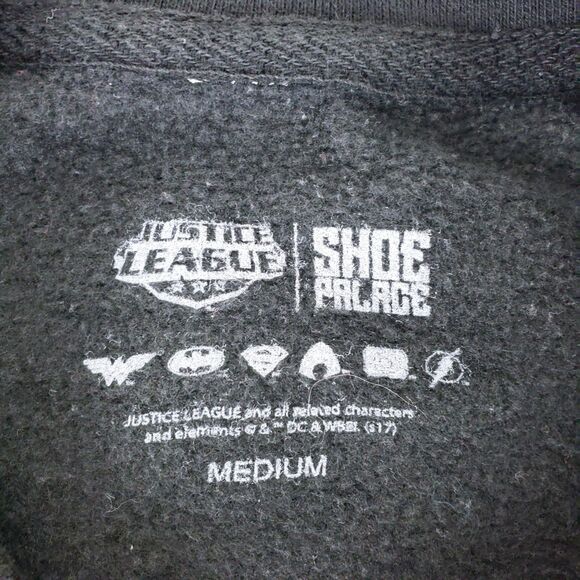 JUSTICE
LEAGUE
SHOE
PALACE
JUSTICE LEAGUE and all related characters
and elements © & ™ DC & WBEI. (s17)
MEDIUM